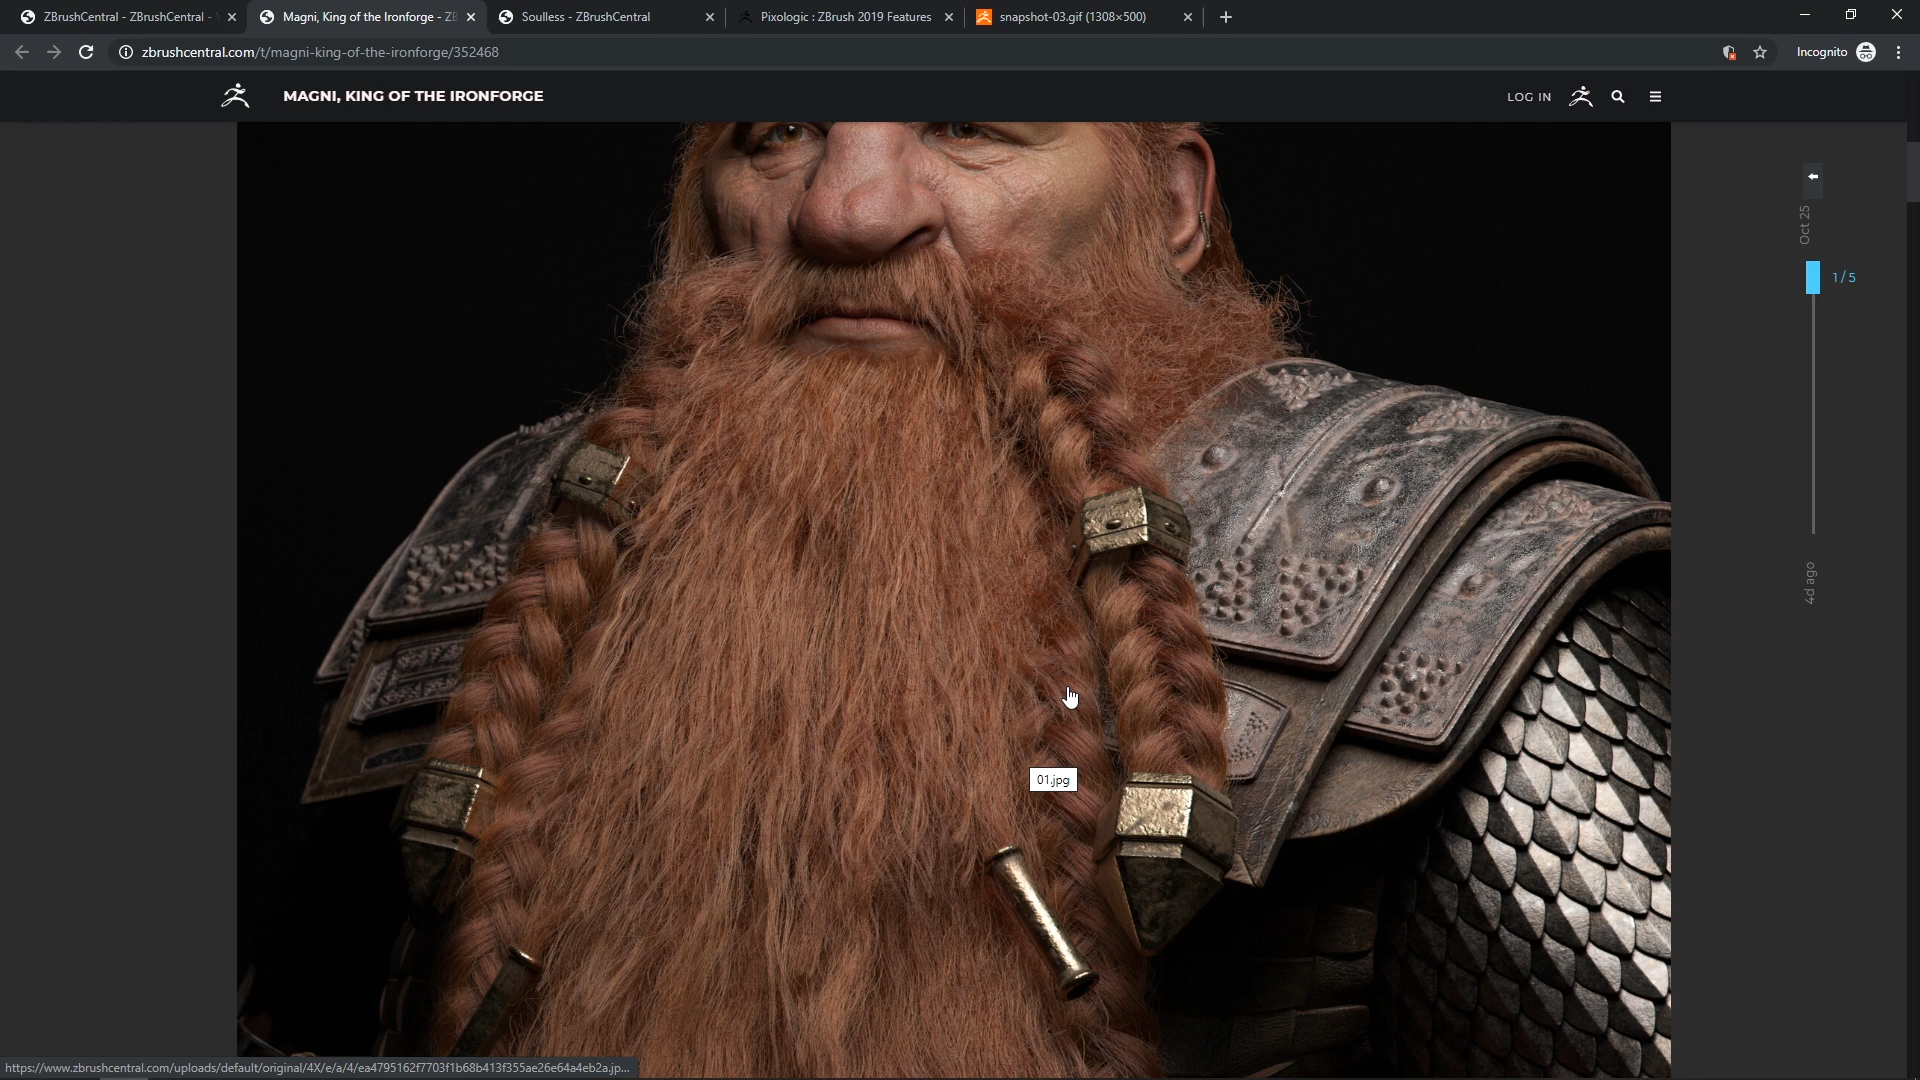 ZBrushCentral - ZBrushCentral -
Magni, King of the Ironforge - ZB
Soulless - ZBrushCentral
Pixologic : ZBrush 2019 Features
snapshot-03.gif (1308×500)
zbrushcentral.com/t/magni-king-of-the-ironforge/352468
Incognito
MAGNI, KING OF THE IRONFORGE
LOG IN
Oct 25
1 / 5
4d ago
01.jpg
https://www.zbrushcentral.com/uploads/default/original/4X/e/a/4/ea4795162f7703f1b68b413f355ae26e64a4eb2a.jp...